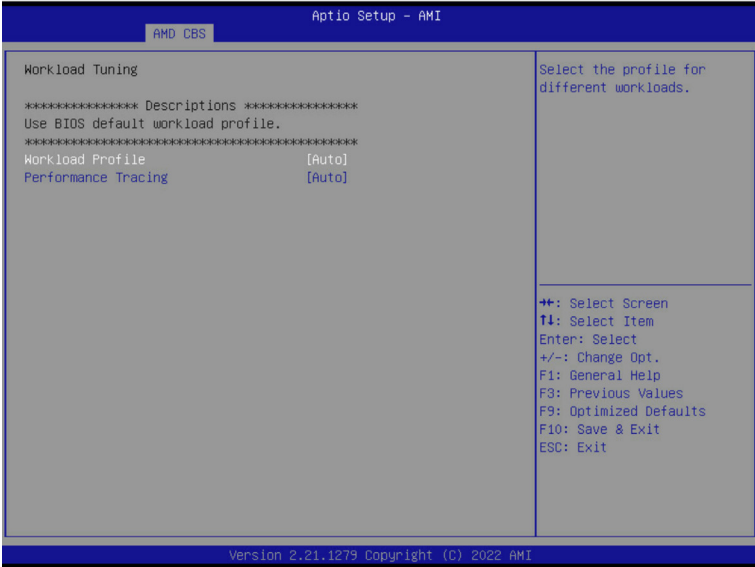 Aptio Setup – AMI
AMD CBS
Workload Tuning
*************** Descriptions ***************
Use BIOS default workload profile.
********************************************
Workload Profile [Auto]
Performance Tracing [Auto]
Select the profile for
different workloads.
→←: Select Screen
↑↓: Select Item
Enter: Select
+/-: Change Opt.
F1: General Help
F3: Previous Values
F9: Optimized Defaults
F10: Save & Exit
ESC: Exit
Version 2.21.1279 Copyright (C) 2022 AMI